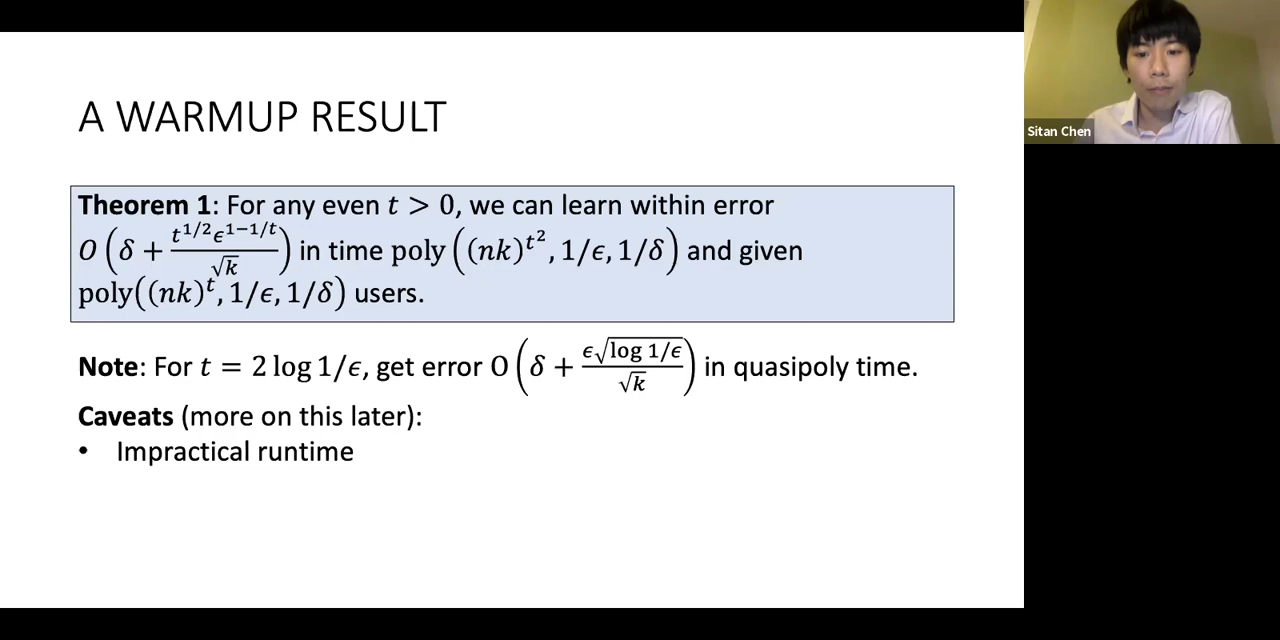 A WARMUP RESULT
Theorem 1: For any even t > 0, we can learn within error
O(δ + t^{1/2}ϵ^{1−1/t}/√k) in time poly((nk)^{t^2}, 1/ϵ, 1/δ) and given
poly((nk)^t, 1/ϵ, 1/δ) users.
Note: For t = 2 log 1/ϵ, get error O(δ + ϵ√(log 1/ϵ)/√k) in quasipoly time.
Caveats (more on this later):
• Impractical runtime
Sitan Chen